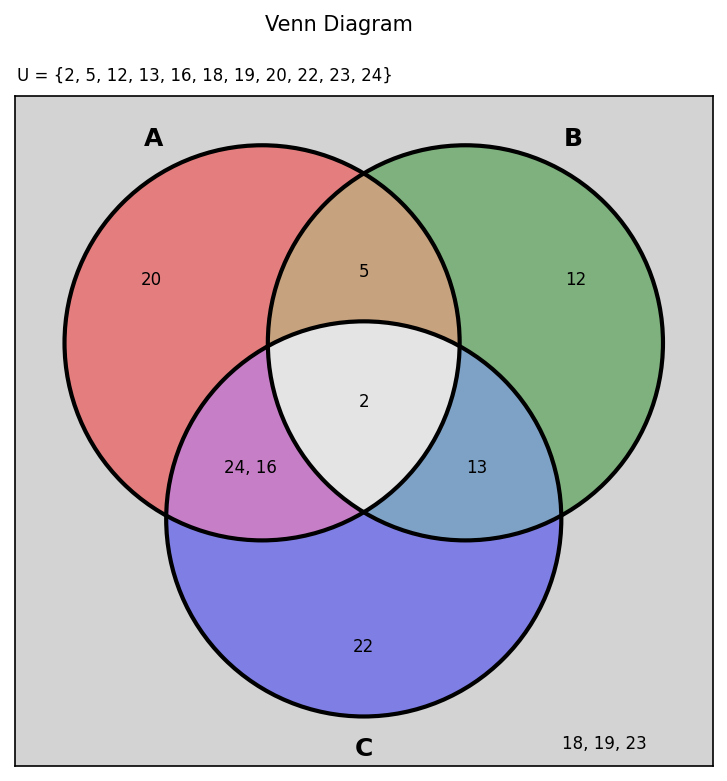 Venn Diagram
U = {2, 5, 12, 13, 16, 18, 19, 20, 22, 23, 24}
A
B
20
5
12
2
24, 16
13
22
C
18, 19, 23